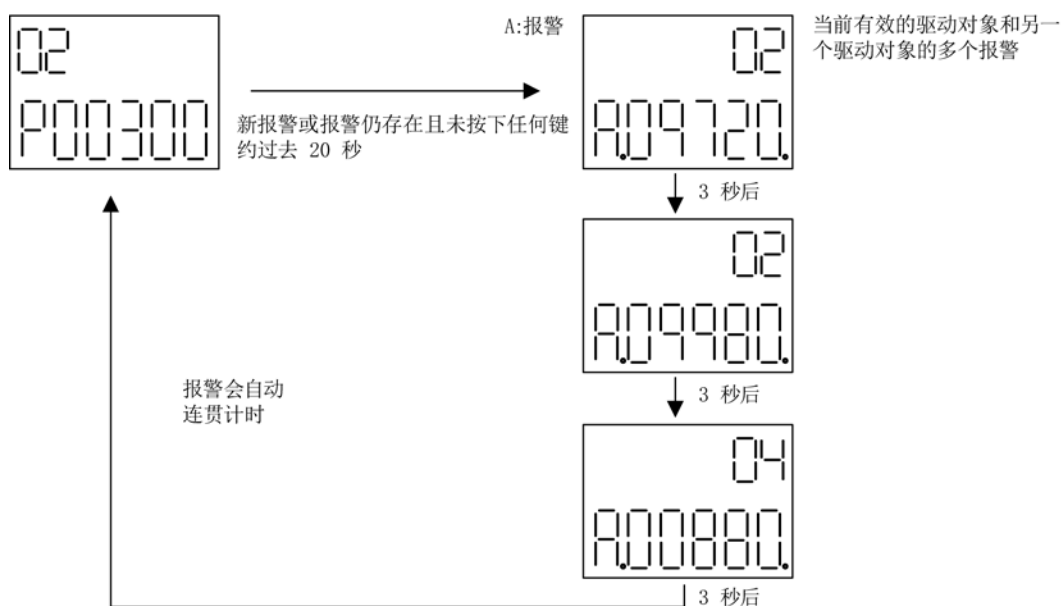 02
P00300
A:报警
02
A.09720.
当前有效的驱动对象和另一
个驱动对象的多个报警
新报警或报警仍存在且未按下任何键
约过去 20 秒
3 秒后
02
A.09980.
3 秒后
报警会自动
连贯计时
04
A.00880.
3 秒后